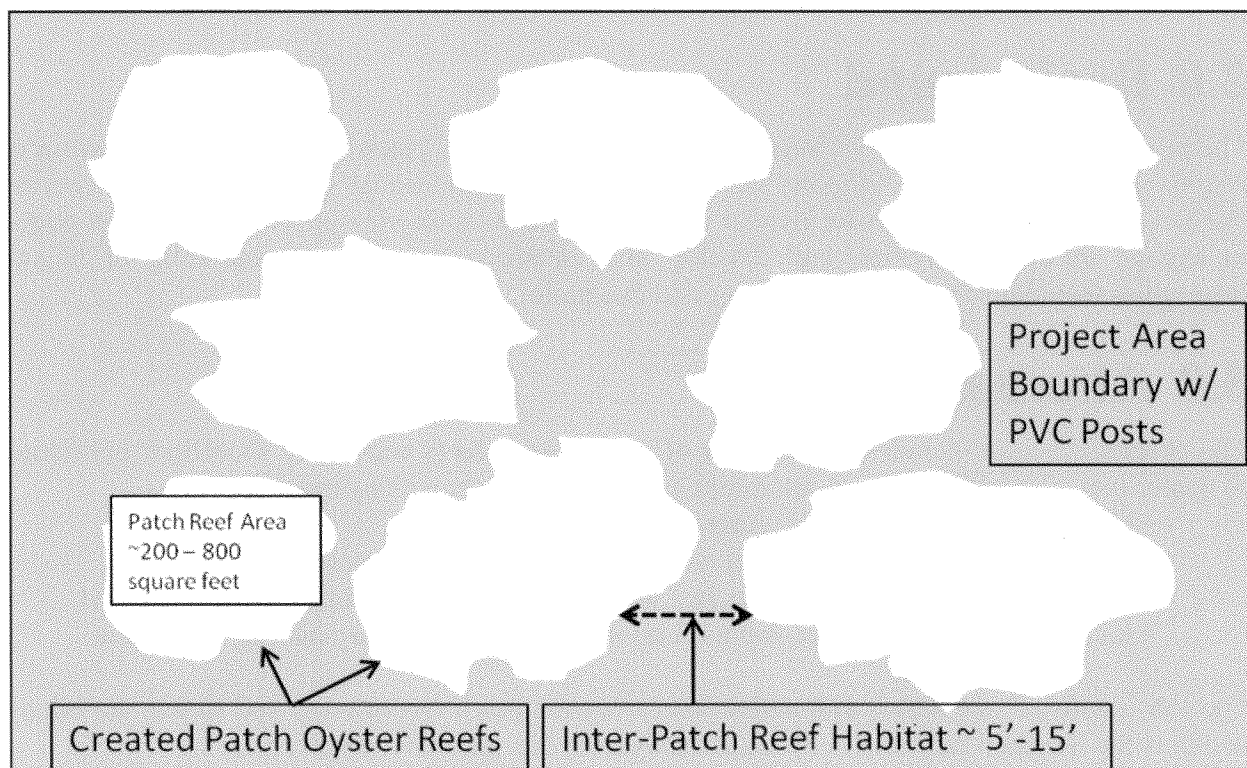 Project Area
Boundary w/
PVC Posts
Patch Reef Area
~200 – 800
square feet
Created Patch Oyster Reefs
Inter-Patch Reef Habitat ~ 5'-15'